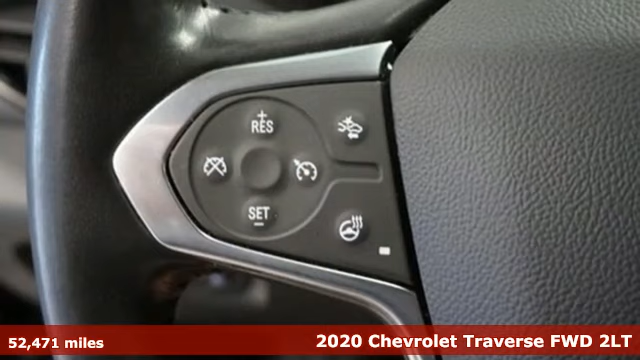 +
RES
SET
–
52,471 miles
2020 Chevrolet Traverse FWD 2LT